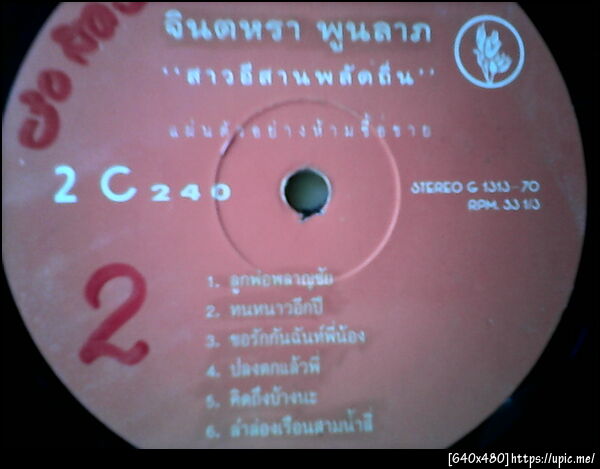 จินตหรา พูนลาภ
''สาวอีสานพลัดถิ่น''
แผ่นตัวอย่างห้ามซื้อขาย
2 C 240
STEREO G 1313-70
RPM. 33 1/3
2
1. ลูกพ่อพลาญชัย
2. ทนหนาวอีกปี
3. ขอรักกันฉันท์พี่น้อง
4. ปลงตกแล้วพี่
5. คิดถึงบ้างนะ
6. ลำล่องเรือนสามน้ำสี่
[640x480]https://upic.me/